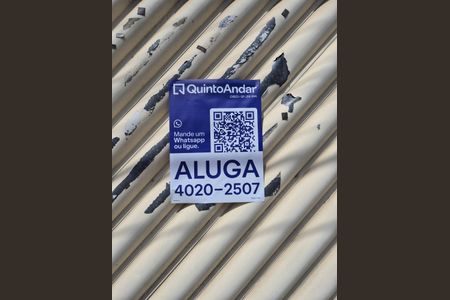 QuintoAndar
Mande um
Whatsapp
ou ligue.
ALUGA
4020-2507